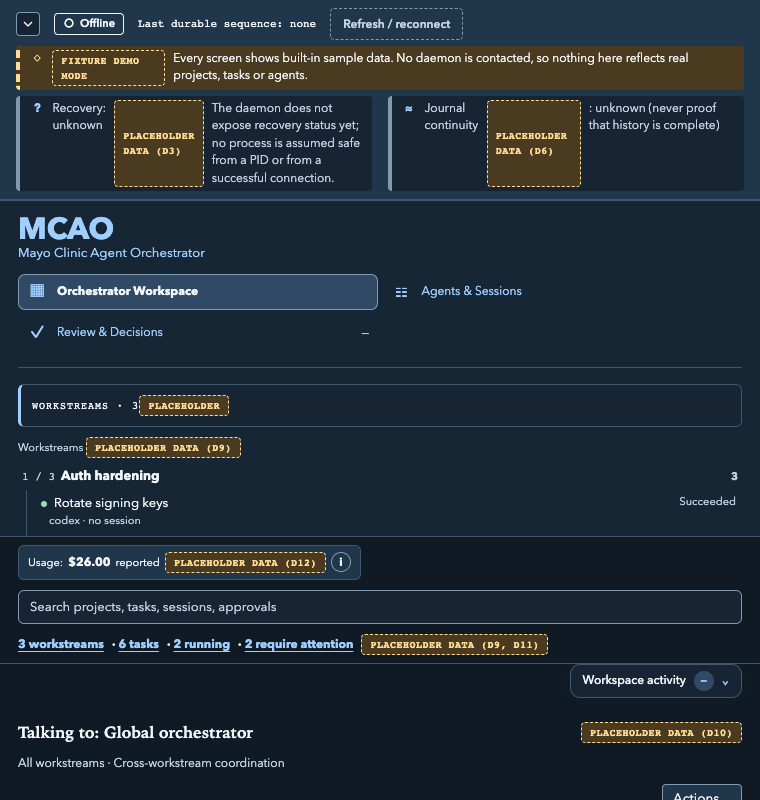 Offline
Last durable sequence: none
Refresh / reconnect
FIXTURE DEMO
MODE
Every screen shows built-in sample data. No daemon is contacted, so nothing here reflects real
projects, tasks or agents.
?
Recovery:
unknown
PLACEHOLDER
DATA (D3)
The daemon does not
expose recovery status yet;
no process is assumed safe
from a PID or from a
successful connection.
≈
Journal
continuity
PLACEHOLDER
DATA (D6)
: unknown (never proof
that history is complete)
MCAO
Mayo Clinic Agent Orchestrator
Orchestrator Workspace
Agents & Sessions
Review & Decisions
—
WORKSTREAMS · 3 PLACEHOLDER
Workstreams PLACEHOLDER DATA (D9)
1 / 3 Auth hardening 3
Rotate signing keys Succeeded
codex · no session
Usage: $26.00 reported PLACEHOLDER DATA (D12) i
Search projects, tasks, sessions, approvals
3 workstreams · 6 tasks · 2 running · 2 require attention PLACEHOLDER DATA (D9, D11)
Workspace activity –
Talking to: Global orchestrator PLACEHOLDER DATA (D10)
All workstreams · Cross-workstream coordination
Actions